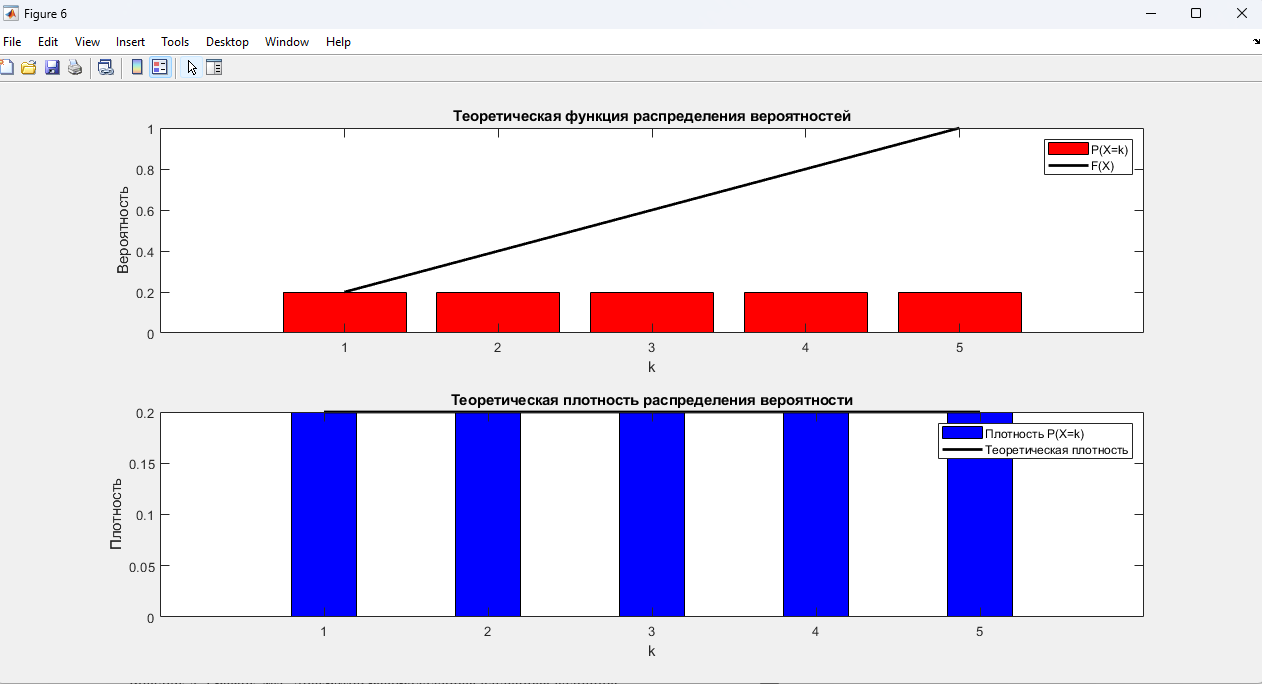 Figure 6
File Edit View Insert Tools Desktop Window Help
Теоретическая функция распределения вероятностей
1
0.8
0.6
0.4
0.2
0
Вероятность
P(X=k)
F(X)
1 2 3 4 5
k
Теоретическая плотность распределения вероятности
0.2
0.15
0.1
0.05
0
Плотность
Плотность P(X=k)
Теоретическая плотность
1 2 3 4 5
k